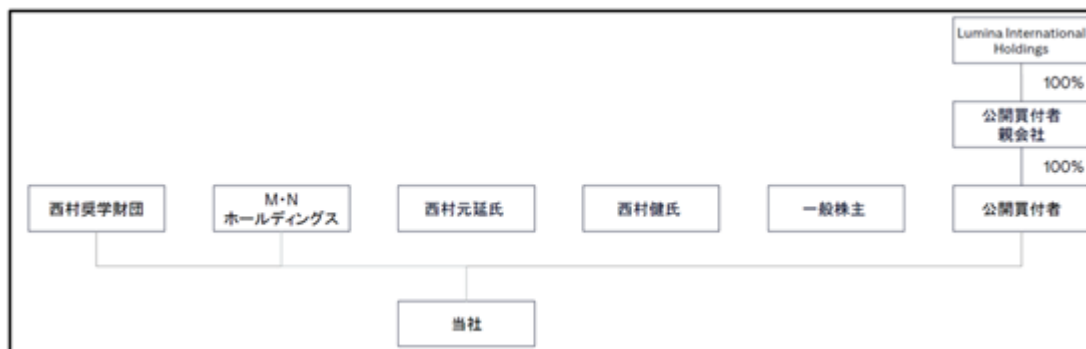 Lumina International
Holdings
100%
公開買付者
親会社
100%
西村奨学財団
M・N
ホールディングス
西村元延氏
西村健氏
一般株主
公開買付者
当社